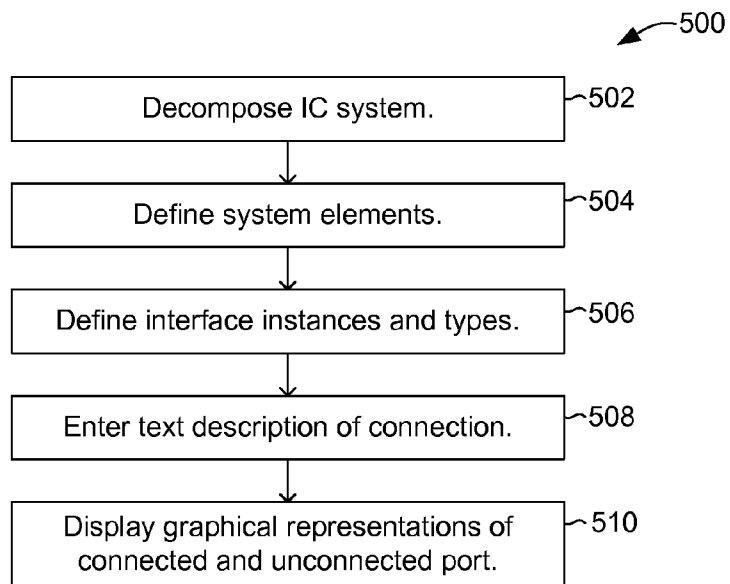 500
Decompose IC system.
502
Define system elements.
504
Define interface instances and types.
506
Enter text description of connection.
508
Display graphical representations of
connected and unconnected port.
510